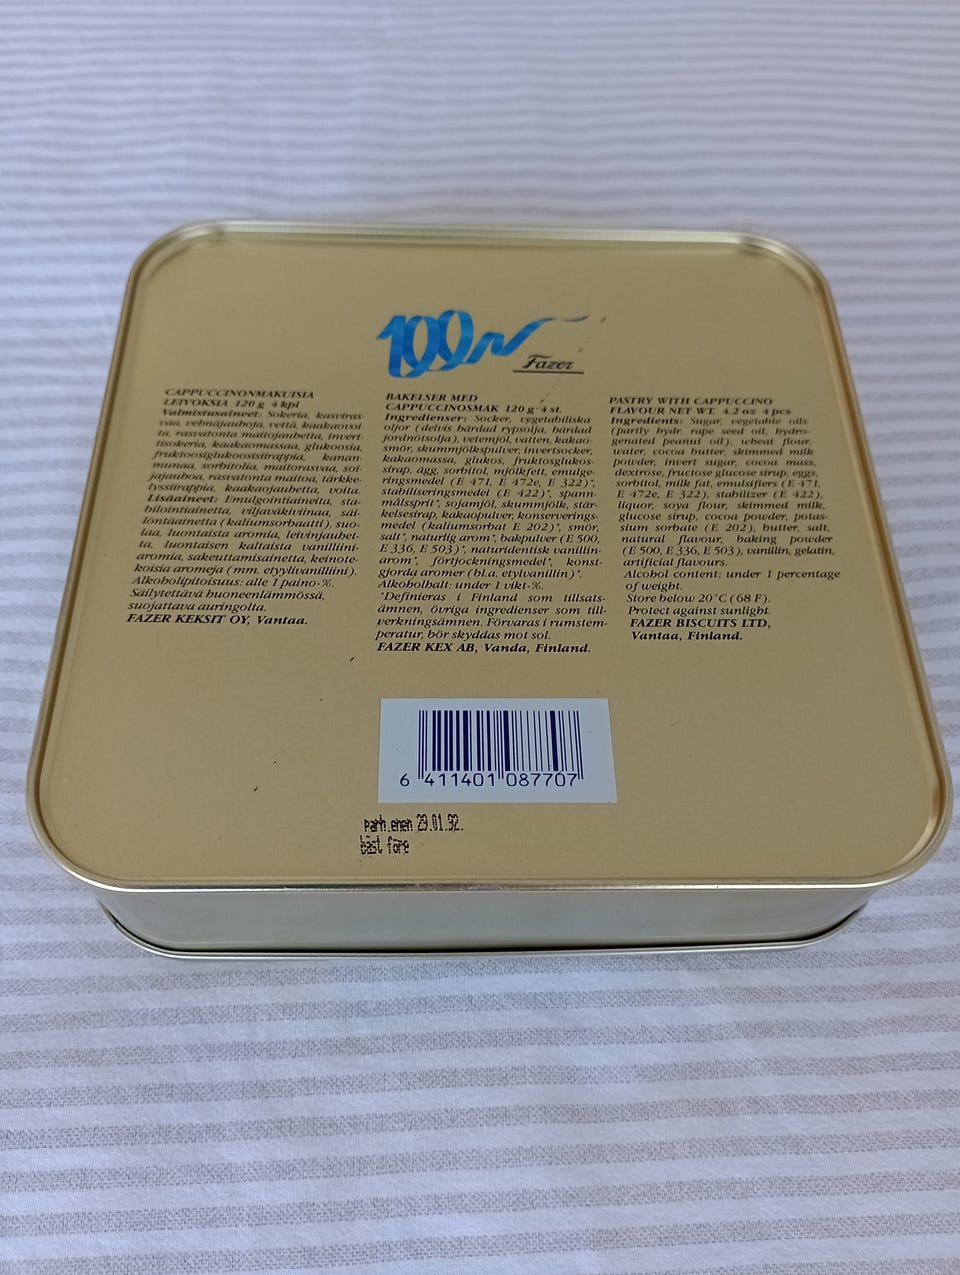 100
Fazer
CAPPUCCINONMAKUISIA
LEIVOKSIA 120 g 4 kpl
Valmistusaineet: Sokeria, kasviras-
vaa, vehnäjauhoja, vettä, kaakaovoi-
ta, rasvatonta maitojauhetta, invert-
tisokeria, kaakaomassaa, glukoosia,
fruktoosiglukoosisiirappia, kanan-
munaa, sorbitolia, maitorasvaa, soi-
jajauhoa, rasvatonta maitoa, tärkke-
lyssiirappia, kaakaojauhetta, voita.
Lisäaineet: Emulgointiainetta, sta-
bilointiainetta, viljaväkiviinaa, säi-
löntäainetta (kaliumsorbaatti), suo-
laa, luontaista aromia, leivinjauhet-
ta, luontaisen kaltaista vanilliini-
aromia, sakeuttamisainetta, keinote-
koisia aromeja (mm. etyylivanilliini).
Alkoholipitoisuus: alle 1 paino-%.
Säilytettävä huoneenlämmössä,
suojattava auringolta.
FAZER KEKSIT OY, Vantaa.
BAKELSER MED
CAPPUCCINOSMAK 120 g 4 st.
Ingredienser: Socker, vegetabiliska
oljor (delvis härdad rypsolja, härdad
jordnötsolja), vetemjöl, vatten, kakao-
smör, skummjölkspulver, invertsocker,
kakaomassa, glukos, fruktosglukos-
sirap, ägg, sorbitol, mjölkfett, emulge-
ringsmedel (E 471, E 472e, E 322)*,
stabiliseringsmedel (E 422)*, spann-
målssprit*, sojamjöl, skummjölk, stär-
kelsesirap, kakaopulver, konserverings-
medel (kaliumsorbat E 202)*, smör,
salt*, naturlig arom*, bakpulver (E 500,
E 336, E 503)*, naturidentisk vanillin-
arom*, förtjockningsmedel*, konst-
gjorda aromer (bl.a. etylvanillin)*.
Alkoholhalt: under 1 vikt-%.
*Definieras i Finland som tillsats-
ämnen, övriga ingredienser som till-
verkningsämnen. Förvaras i rumstem-
peratur, bör skyddas mot sol.
FAZER KEX AB, Vanda, Finland.
PASTRY WITH CAPPUCCINO
FLAVOUR NET WT. 4.2 oz 4 pcs
Ingredients: Sugar, vegetable oils
(partly hydr. rape seed oil, hydro-
genated peanut oil), wheat flour,
water, cocoa butter, skimmed milk
powder, invert sugar, cocoa mass,
dextrose, fructose glucose sirup, eggs,
sorbitol, milk fat, emulsifiers (E 471,
E 472e, E 322), stabilizer (E 422),
liquor, soya flour, skimmed milk,
glucose sirup, cocoa powder, potas-
sium sorbate (E 202), butter, salt,
natural flavour, baking powder
(E 500, E 336, E 503), vanillin, gelatin,
artificial flavours.
Alcohol content: under 1 percentage
of weight.
Store below 20°C (68 F).
Protect against sunlight.
FAZER BISCUITS LTD,
Vantaa, Finland.
6 411401 087707
parh.ennen 29.01.92.
bäst före